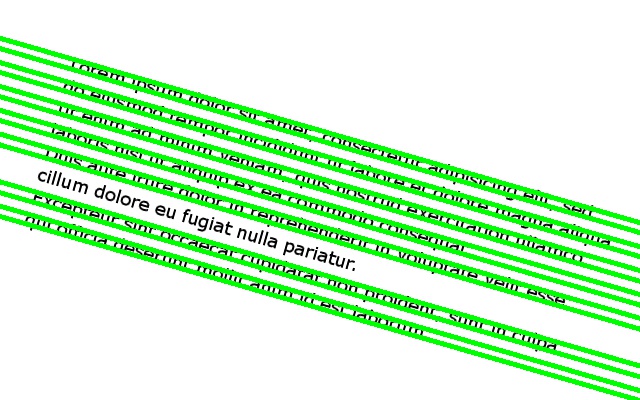 Lorem ipsum dolor sit amet, consectetur adipisicing elit, sed
do eiusmod tempor incididunt ut labore et dolore magna aliqua.
ut enim ad minim veniam, quis nostrud exercitation ullamco
laboris nisi ut aliquip ex ea commodo consequat.
Duis aute irure dolor in reprehenderit in voluptate velit esse
cillum dolore eu fugiat nulla pariatur.
Excepteur sint occaecat cupidatat non proident, sunt in culpa
qui officia deserunt mollit anim id est laborum.